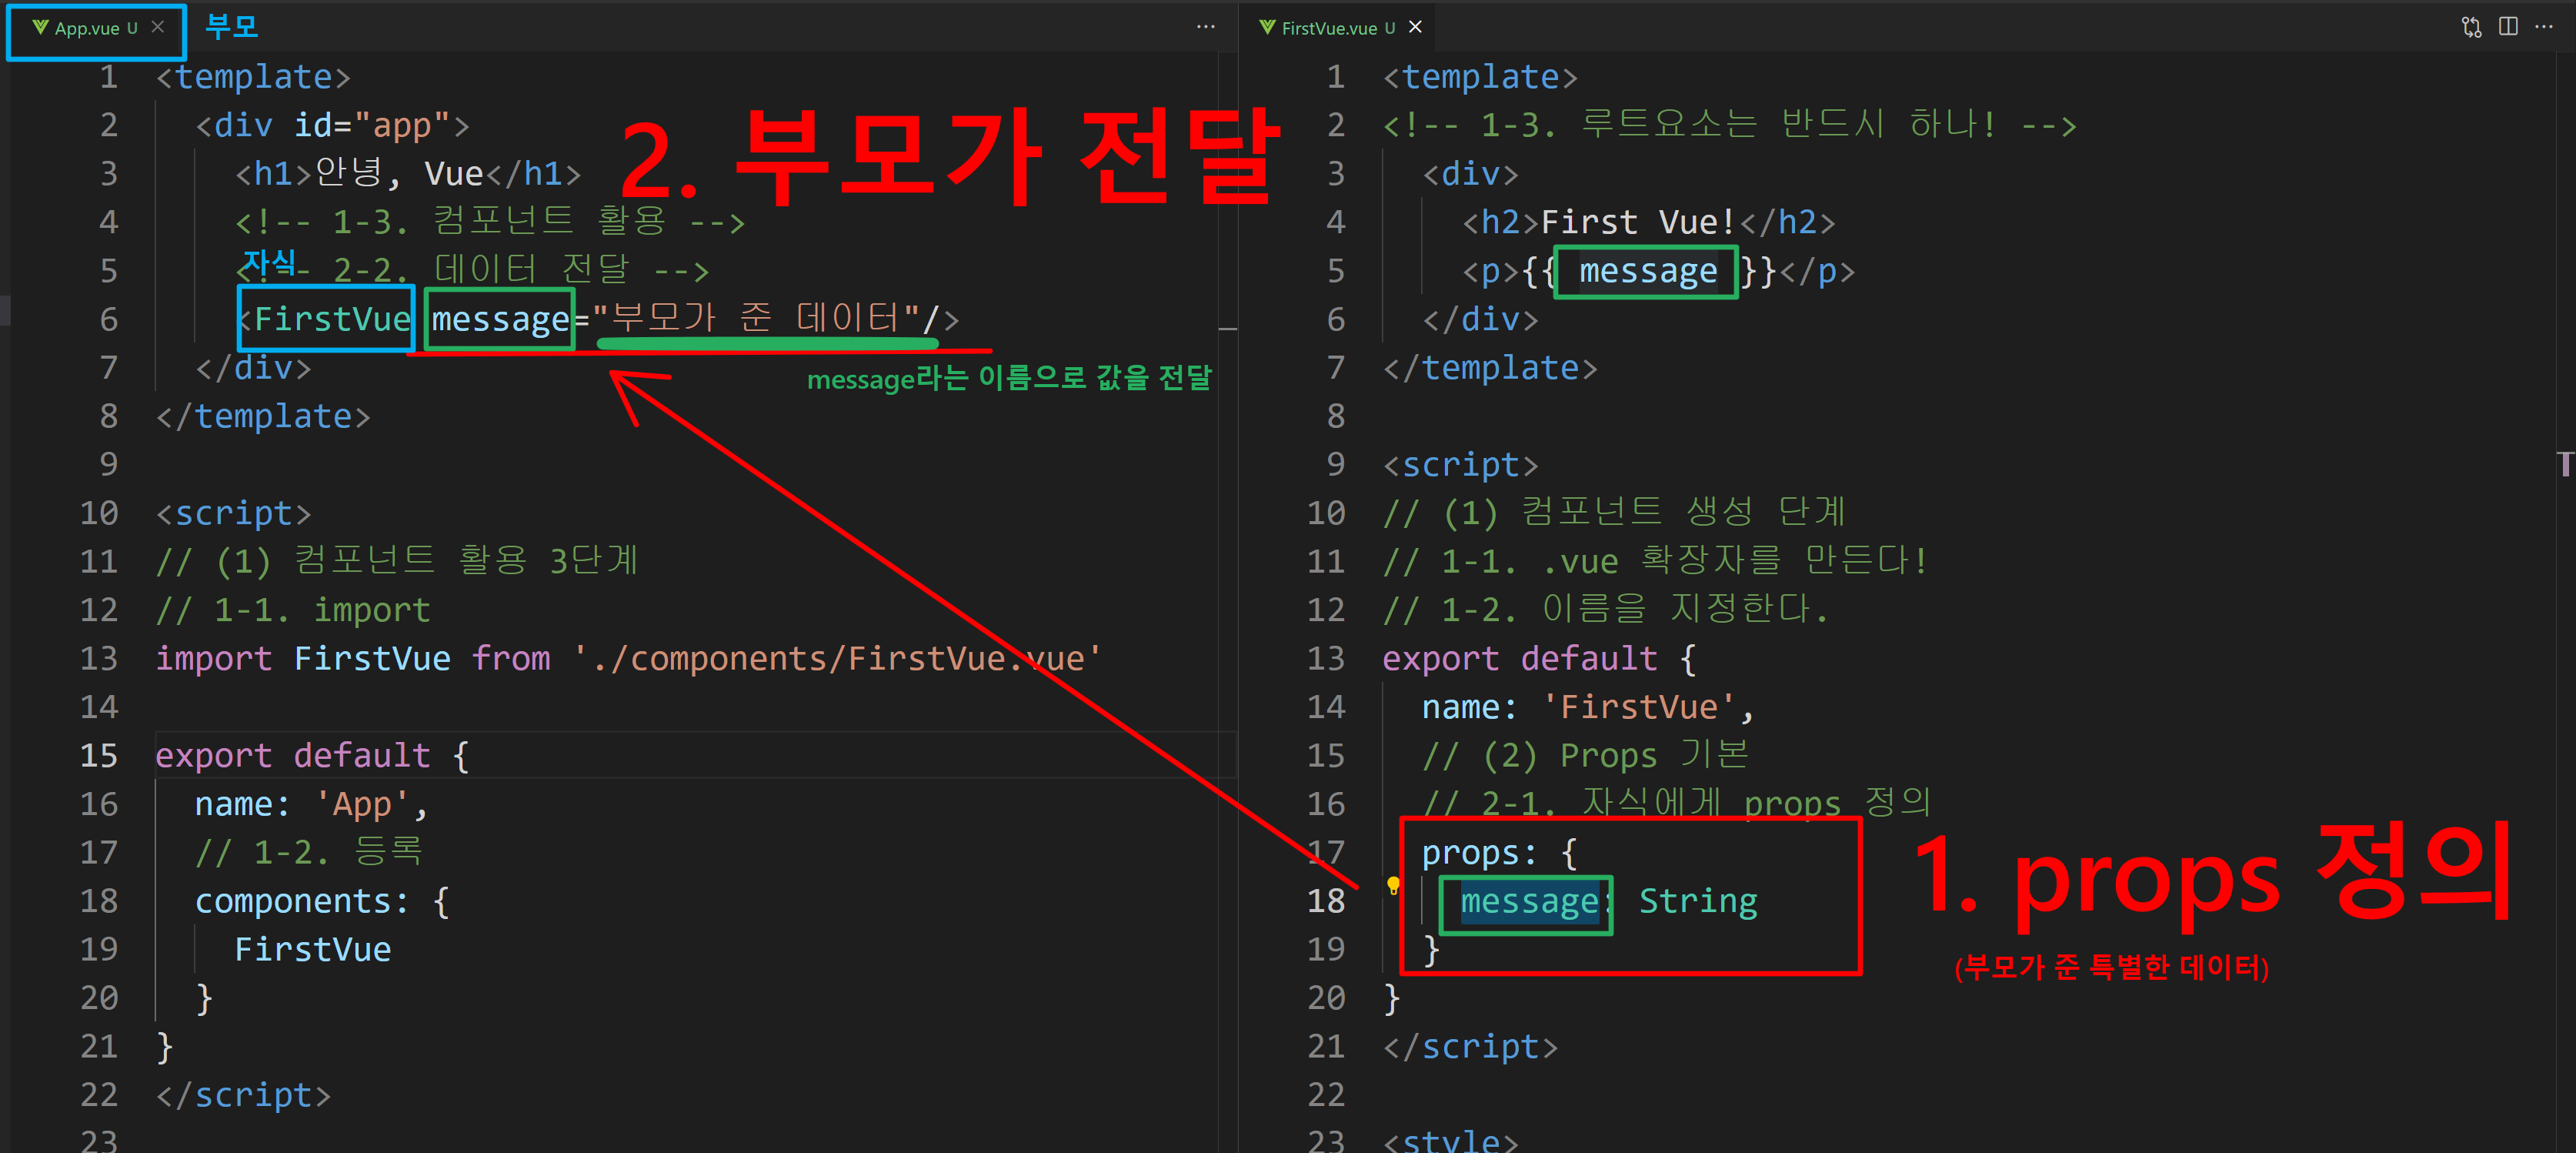 App.vue U
부모
1 <template>
2 <div id="app">
3 <h1>안녕, Vue</h1>
4 <!-- 1-3. 컴포넌트 활용 -->
자식
5 <!-- 2-2. 데이터 전달 -->
6 <FirstVue message="부모가 준 데이터"/>
7 </div>
8 </template>
9
10 <script>
11 // (1) 컴포넌트 활용 3단계
12 // 1-1. import
13 import FirstVue from './components/FirstVue.vue'
14
15 export default {
16 name: 'App',
17 // 1-2. 등록
18 components: {
19 FirstVue
20 }
21 }
22 </script>
23
2. 부모가 전달
message라는 이름으로 값을 전달
FirstVue.vue U
1 <template>
2 <!-- 1-3. 루트요소는 반드시 하나! -->
3 <div>
4 <h2>First Vue!</h2>
5 <p>{{ message }}</p>
6 </div>
7 </template>
8
9 <script>
10 // (1) 컴포넌트 생성 단계
11 // 1-1. .vue 확장자를 만든다!
12 // 1-2. 이름을 지정한다.
13 export default {
14 name: 'FirstVue',
15 // (2) Props 기본
16 // 2-1. 자식에게 props 정의
17 props: {
18 message: String
19 }
20 }
21 </script>
22
23 <style>
1. props 정의
(부모가 준 특별한 데이터)